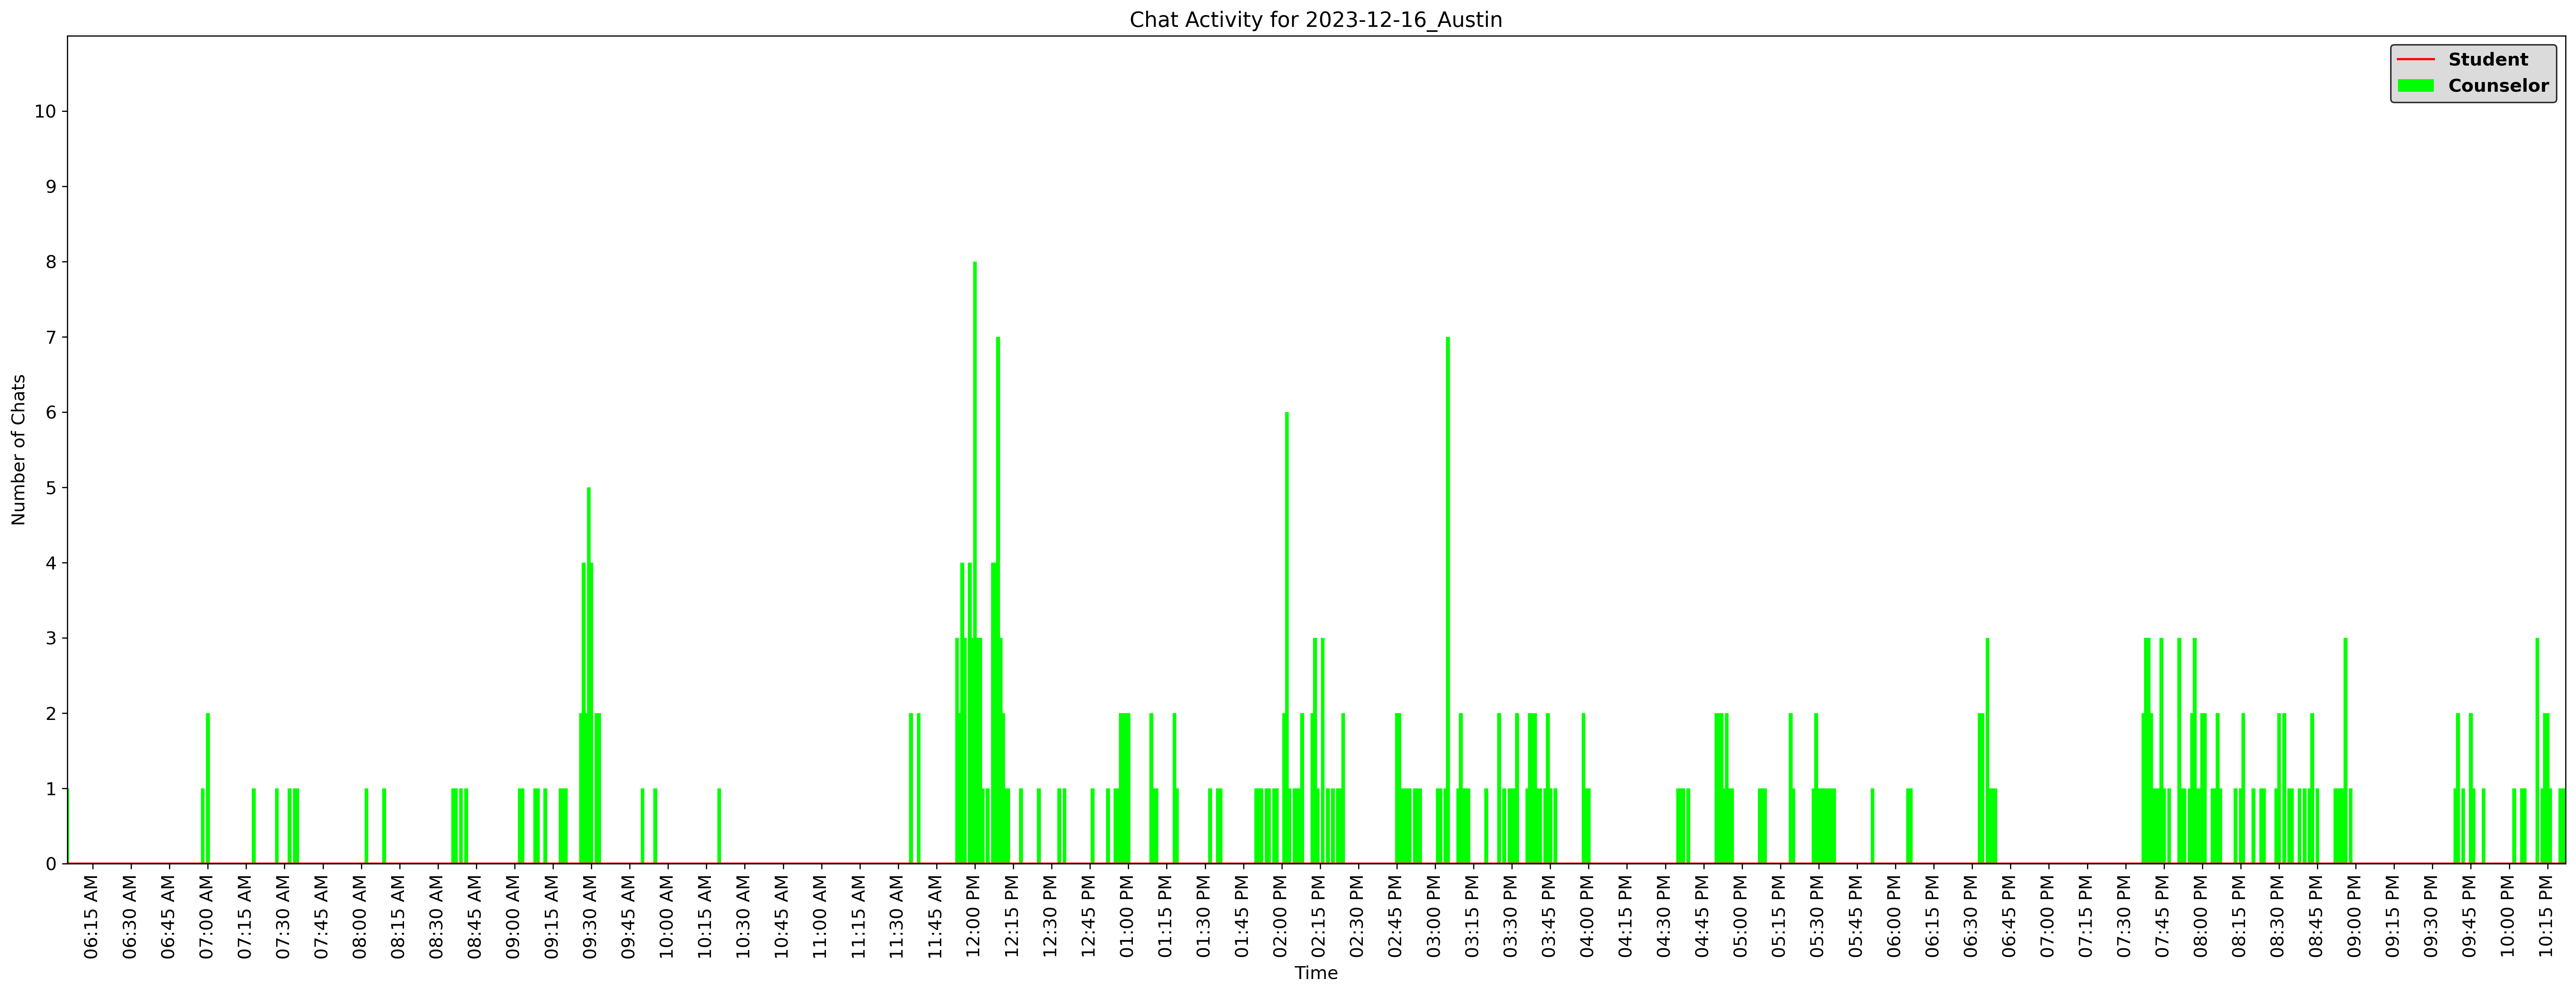 Chat Activity for 2023-12-16_Austin
Student
Counselor
10
9
8
7
6
5
4
3
2
1
0
Number of Chats
06:15 AM
06:30 AM
06:45 AM
07:00 AM
07:15 AM
07:30 AM
07:45 AM
08:00 AM
08:15 AM
08:30 AM
08:45 AM
09:00 AM
09:15 AM
09:30 AM
09:45 AM
10:00 AM
10:15 AM
10:30 AM
10:45 AM
11:00 AM
11:15 AM
11:30 AM
11:45 AM
12:00 PM
12:15 PM
12:30 PM
12:45 PM
01:00 PM
01:15 PM
01:30 PM
01:45 PM
02:00 PM
02:15 PM
02:30 PM
02:45 PM
03:00 PM
03:15 PM
03:30 PM
03:45 PM
04:00 PM
04:15 PM
04:30 PM
04:45 PM
05:00 PM
05:15 PM
05:30 PM
05:45 PM
06:00 PM
06:15 PM
06:30 PM
06:45 PM
07:00 PM
07:15 PM
07:30 PM
07:45 PM
08:00 PM
08:15 PM
08:30 PM
08:45 PM
09:00 PM
09:15 PM
09:30 PM
09:45 PM
10:00 PM
10:15 PM
Time